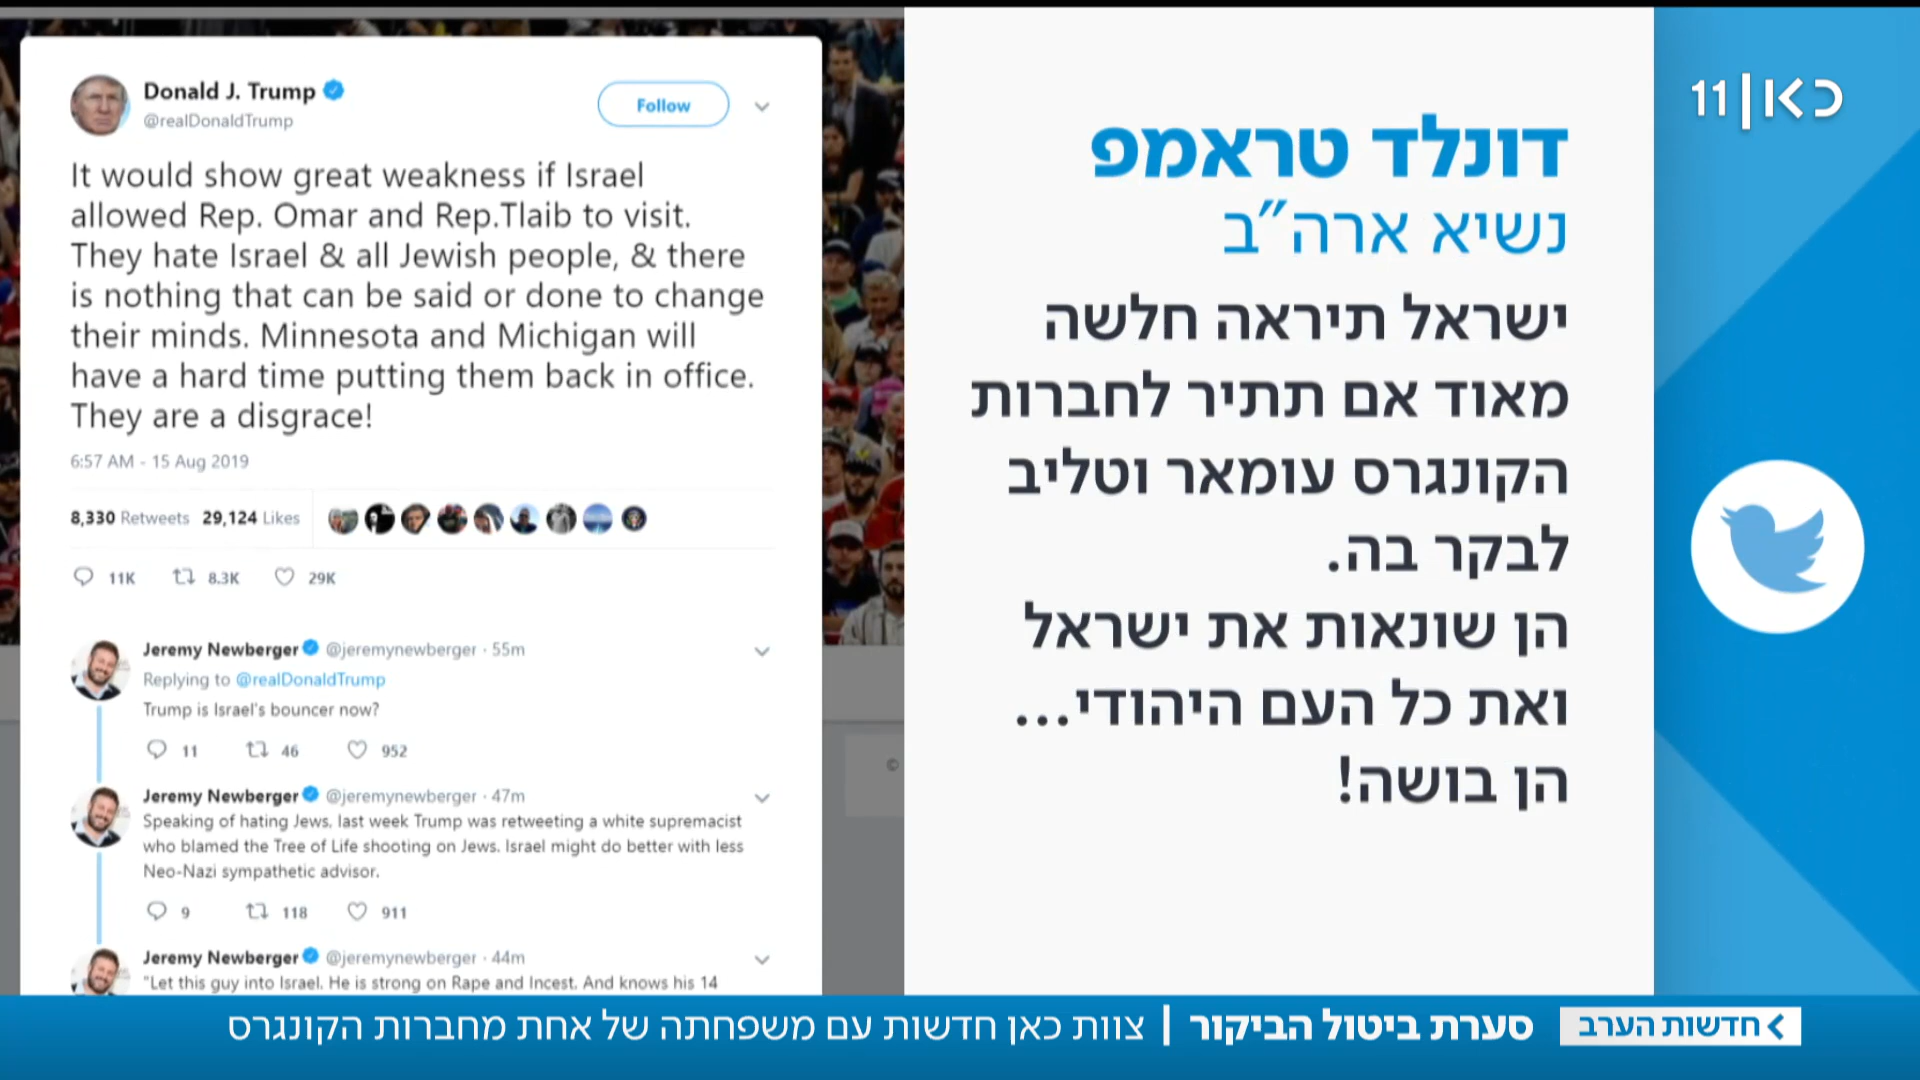 Donald J. Trump
Follow
@realDonaldTrump
It would show great weakness if Israel
allowed Rep. Omar and Rep.Tlaib to visit.
They hate Israel & all Jewish people, & there
is nothing that can be said or done to change
their minds. Minnesota and Michigan will
have a hard time putting them back in office.
They are a disgrace!
6:57 AM - 15 Aug 2019
8,330 Retweets 29,124 Likes
11K 8.3K 29K
Jeremy Newberger @jeremynewberger · 55m
Replying to @realDonaldTrump
Trump is Israel's bouncer now?
11 46 952
Jeremy Newberger @jeremynewberger · 47m
Speaking of hating Jews, last week Trump was retweeting a white supremacist
who blamed the Tree of Life shooting on Jews. Israel might do better with less
Neo-Nazi sympathetic advisor.
9 118 911
Jeremy Newberger @jeremynewberger · 44m
"Let this guy into Israel. He is strong on Rape and Incest. And knows his 14
©
דונלד טראמפ
נשיא ארה״ב
ישראל תיראה חלשה
מאוד אם תתיר לחברות
הקונגרס עומאר וטליב
לבקר בה.
הן שונאות את ישראל
ואת כל העם היהודי...
הן בושה!
כאן 11
חדשות הערב
סערת ביטול הביקור | צוות כאן חדשות עם משפחתה של אחת מחברות הקונגרס